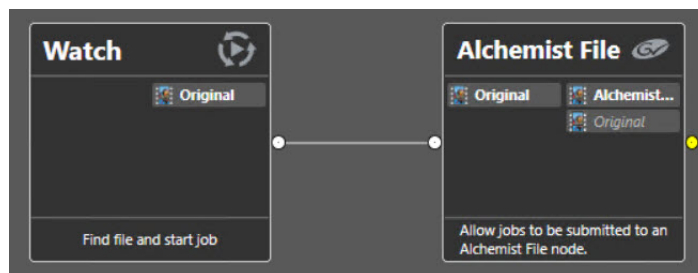 Watch
Original
Find file and start job
Alchemist File
Original
Alchemist...
Original
Allow jobs to be submitted to an
Alchemist File node.